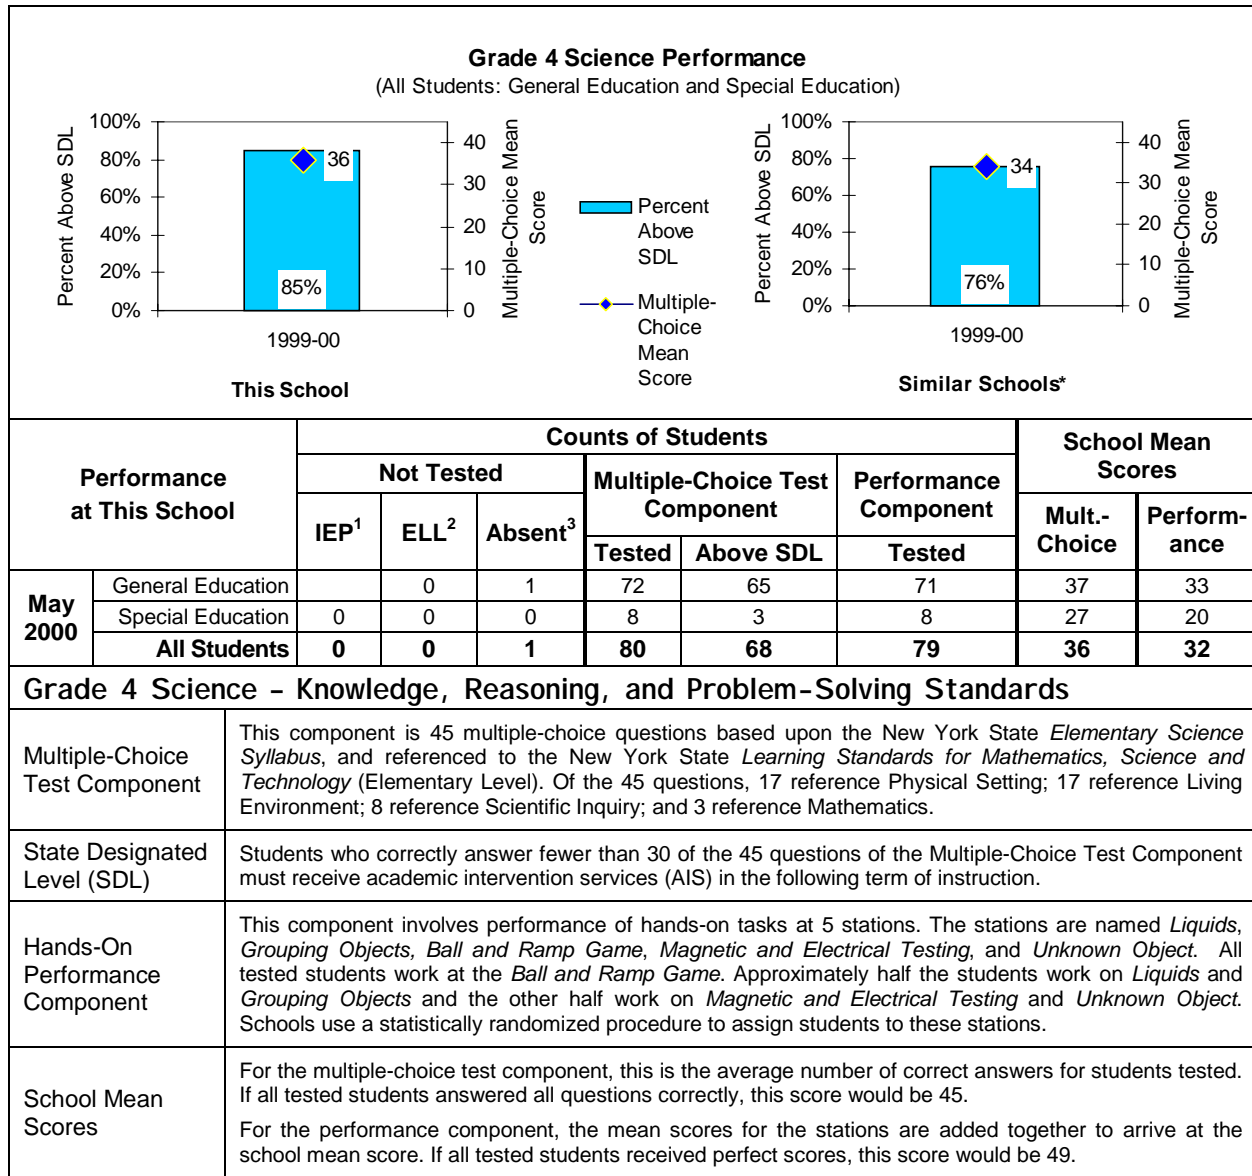 Grade 4 Science Performance
(All Students: General Education and Special Education)
Percent Above SDL
100%
80%
60%
40%
20%
0%
36
85%
40
30
20
10
0
Multiple-Choice Mean
Score
1999-00
This School
Percent
Above
SDL
Multiple-
Choice
Mean
Score
Percent Above SDL
100%
80%
60%
40%
20%
0%
34
76%
40
30
20
10
0
Multiple-Choice Mean
Score
1999-00
Similar Schools*
Performance
at This School
Counts of Students
School Mean
Scores
Not Tested
Multiple-Choice Test
Component
Performance
Component
IEP1 ELL2 Absent3
Mult.-
Choice
Perform-
ance
Tested Above SDL Tested
May
2000
General Education 0 1 72 65 71 37 33
Special Education 0 0 0 8 3 8 27 20
All Students 0 0 1 80 68 79 36 32
Grade 4 Science – Knowledge, Reasoning, and Problem-Solving Standards
Multiple-Choice
Test Component
This component is 45 multiple-choice questions based upon the New York State Elementary Science
Syllabus, and referenced to the New York State Learning Standards for Mathematics, Science and
Technology (Elementary Level). Of the 45 questions, 17 reference Physical Setting; 17 reference Living
Environment; 8 reference Scientific Inquiry; and 3 reference Mathematics.
State Designated
Level (SDL)
Students who correctly answer fewer than 30 of the 45 questions of the Multiple-Choice Test Component
must receive academic intervention services (AIS) in the following term of instruction.
Hands-On
Performance
Component
This component involves performance of hands-on tasks at 5 stations. The stations are named Liquids,
Grouping Objects, Ball and Ramp Game, Magnetic and Electrical Testing, and Unknown Object. All
tested students work at the Ball and Ramp Game. Approximately half the students work on Liquids and
Grouping Objects and the other half work on Magnetic and Electrical Testing and Unknown Object.
Schools use a statistically randomized procedure to assign students to these stations.
School Mean
Scores
For the multiple-choice test component, this is the average number of correct answers for students tested.
If all tested students answered all questions correctly, this score would be 45.
For the performance component, the mean scores for the stations are added together to arrive at the
school mean score. If all tested students received perfect scores, this score would be 49.